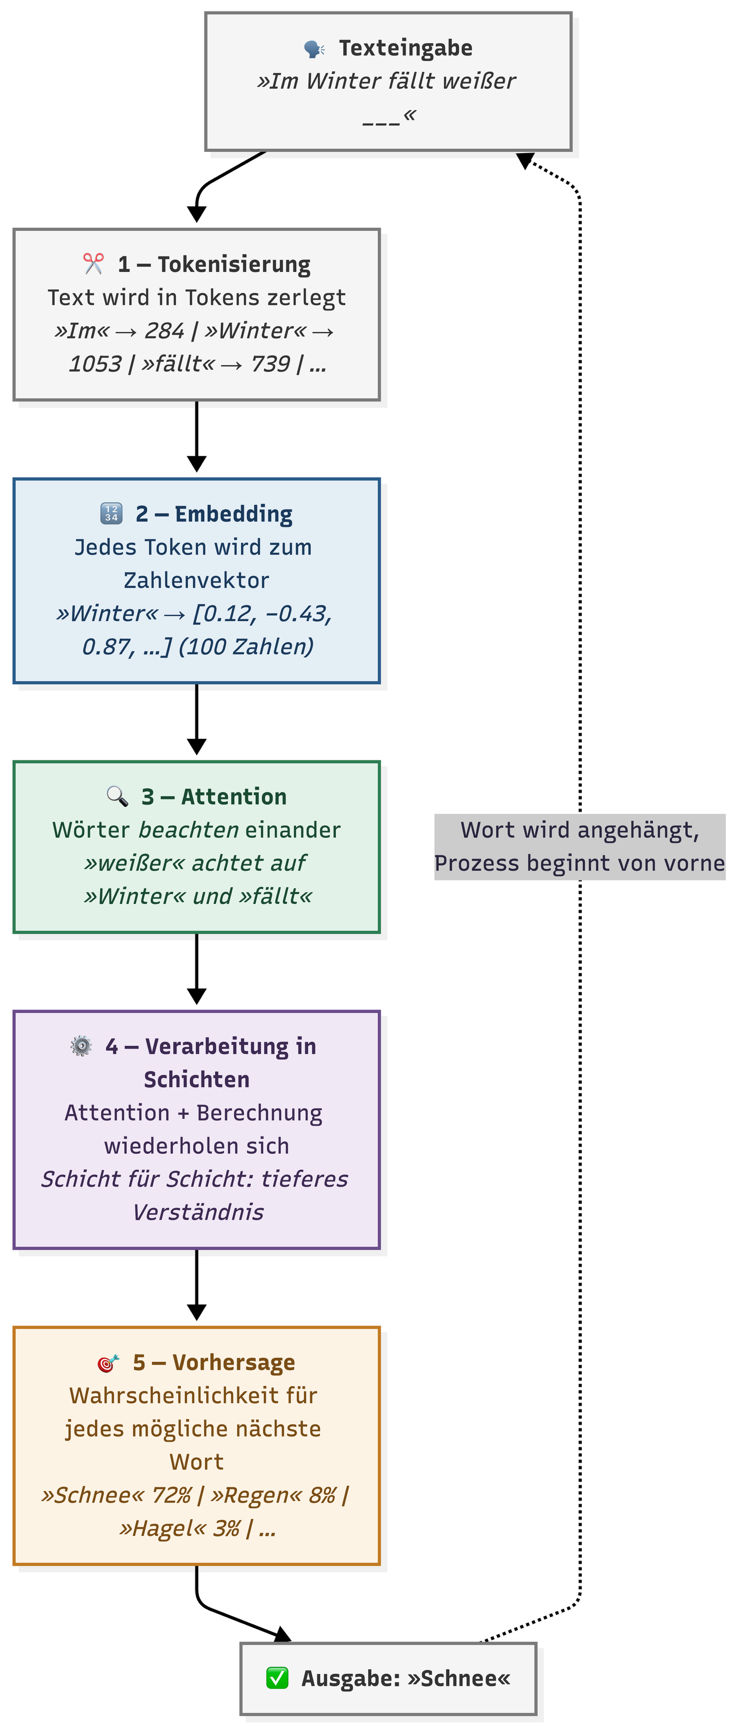 🗣️ Texteingabe
»Im Winter fällt weißer
___«
✂️ 1 – Tokenisierung
Text wird in Tokens zerlegt
»Im« → 284 | »Winter« →
1053 | »fällt« → 739 | …
🔢 2 – Embedding
Jedes Token wird zum
Zahlenvektor
»Winter« → [0.12, −0.43,
0.87, …] (100 Zahlen)
🔍 3 – Attention
Wörter beachten einander
»weißer« achtet auf
»Winter« und »fällt«
Wort wird angehängt,
Prozess beginnt von vorne
⚙️ 4 – Verarbeitung in
Schichten
Attention + Berechnung
wiederholen sich
Schicht für Schicht: tieferes
Verständnis
🎯 5 – Vorhersage
Wahrscheinlichkeit für
jedes mögliche nächste
Wort
»Schnee« 72% | »Regen« 8% |
»Hagel« 3% | …
✅ Ausgabe: »Schnee«